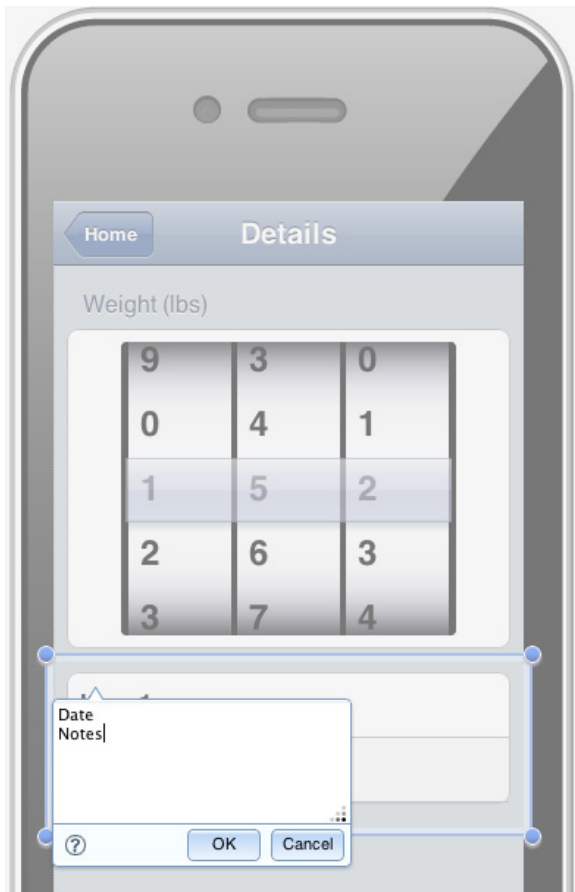 Home Details
Weight (lbs)
9 3 0
0 4 1
1 5 2
2 6 3
3 7 4
Date
Notes
? OK Cancel